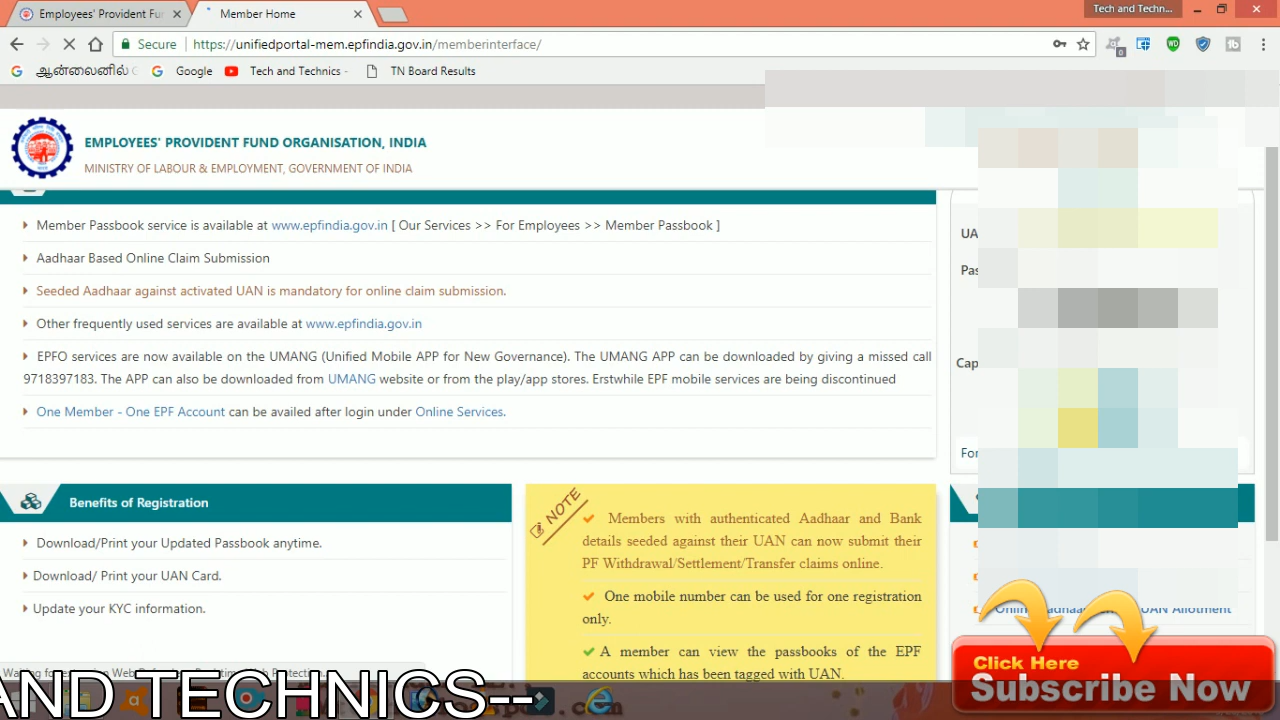 Employees' Provident Fur
Member Home
Tech and Techn...
Secure
https://unifiedportal-mem.epfindia.gov.in/memberinterface/
ஆன்லைனில்
Google
Tech and Technics -
TN Board Results
EMPLOYEES' PROVIDENT FUND ORGANISATION, INDIA
MINISTRY OF LABOUR & EMPLOYMENT, GOVERNMENT OF INDIA
Member Passbook service is available at www.epfindia.gov.in [ Our Services >> For Employees >> Member Passbook ]
Aadhaar Based Online Claim Submission
Seeded Aadhaar against activated UAN is mandatory for online claim submission.
Other frequently used services are available at www.epfindia.gov.in
EPFO services are now available on the UMANG (Unified Mobile APP for New Governance). The UMANG APP can be downloaded by giving a missed call
9718397183. The APP can also be downloaded from UMANG website or from the play/app stores. Erstwhile EPF mobile services are being discontinued
One Member - One EPF Account can be availed after login under Online Services.
UA
Pas
Cap
For
Benefits of Registration
Download/Print your Updated Passbook anytime.
Download/ Print your UAN Card.
Update your KYC information.
NOTE
Members with authenticated Aadhaar and Bank
details seeded against their UAN can now submit their
PF Withdrawal/Settlement/Transfer claims online.
One mobile number can be used for one registration
only.
A member can view the passbooks of the EPF
accounts which has been tagged with UAN.
UAN Allotment
Click Here
Subscribe Now
AND TECHNICS--